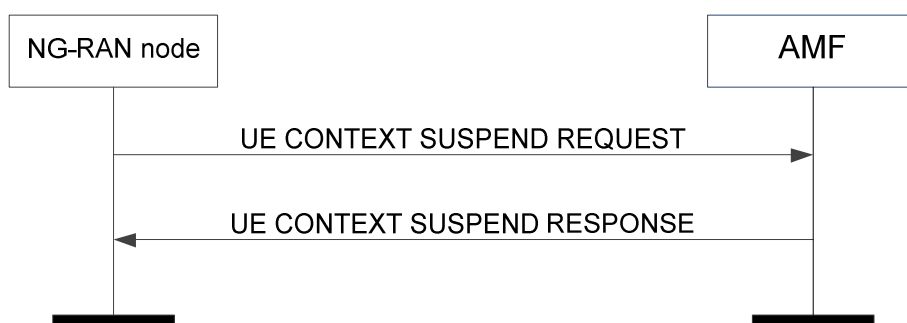 NG-RAN node
AMF
UE CONTEXT SUSPEND REQUEST
UE CONTEXT SUSPEND RESPONSE